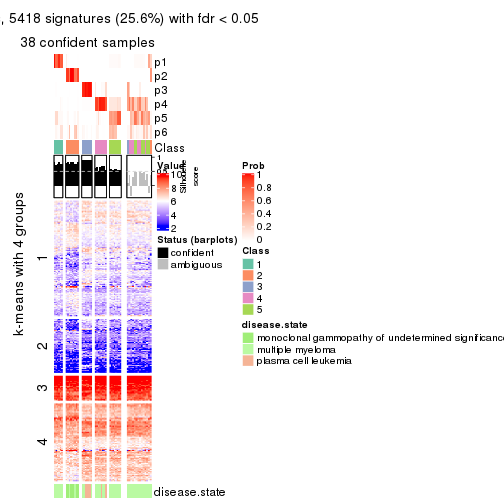 , 5418 signatures (25.6%) with fdr < 0.05
38 confident samples
p1
p2
p3
p4
p5
p6
Class
1
0.5
Silhouette
score
Value
10
8
6
4
2
Status (barplots)
confident
ambiguous
Prob
1
0.8
0.6
0.4
0.2
0
Class
1
2
3
4
5
disease.state
monoclonal gammopathy of undetermined significance
multiple myeloma
plasma cell leukemia
k-means with 4 groups
1
2
3
4
disease.state